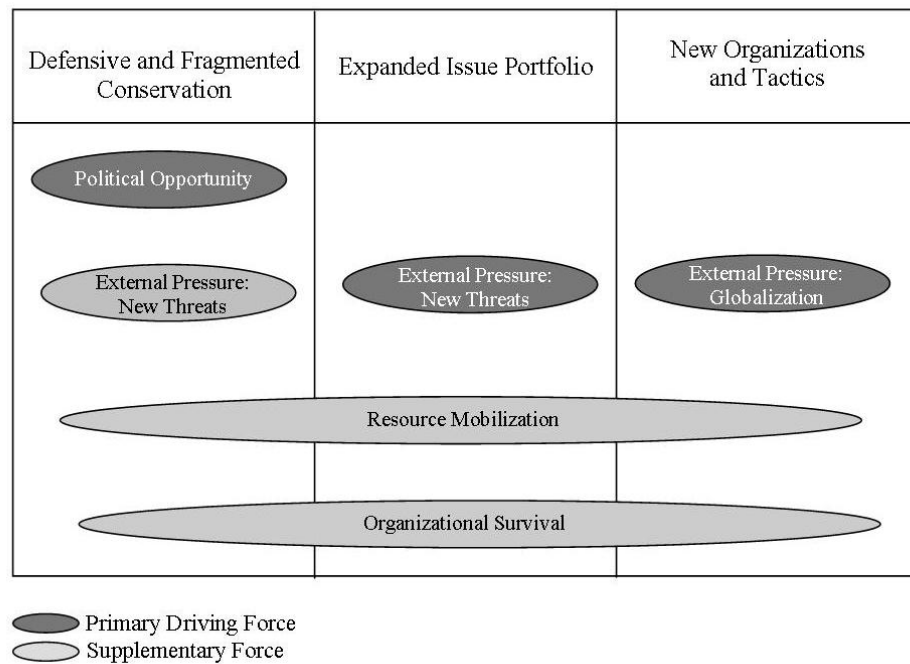 Defensive and Fragmented
Conservation
Expanded Issue Portfolio
New Organizations
and Tactics
Political Opportunity
External Pressure:
New Threats
External Pressure:
New Threats
External Pressure:
Globalization
Resource Mobilization
Organizational Survival
Primary Driving Force
Supplementary Force